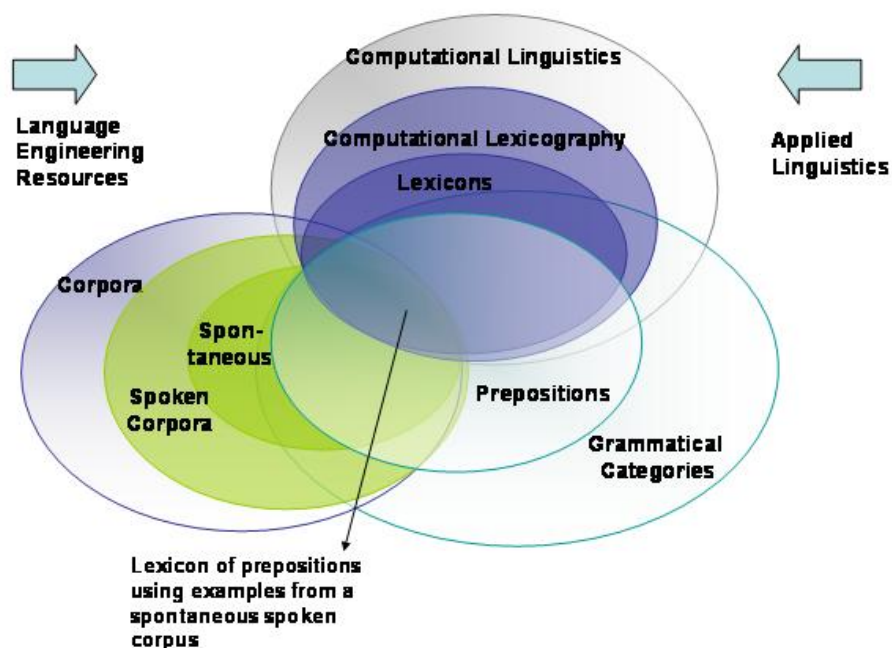 Computational Linguistics
Language
Engineering
Resources
Computational Lexicography
Applied
Linguistics
Lexicons
Corpora
Spon-
taneous
Spoken
Corpora
Prepositions
Grammatical
Categories
Lexicon of prepositions
using examples from a
spontaneous spoken
corpus